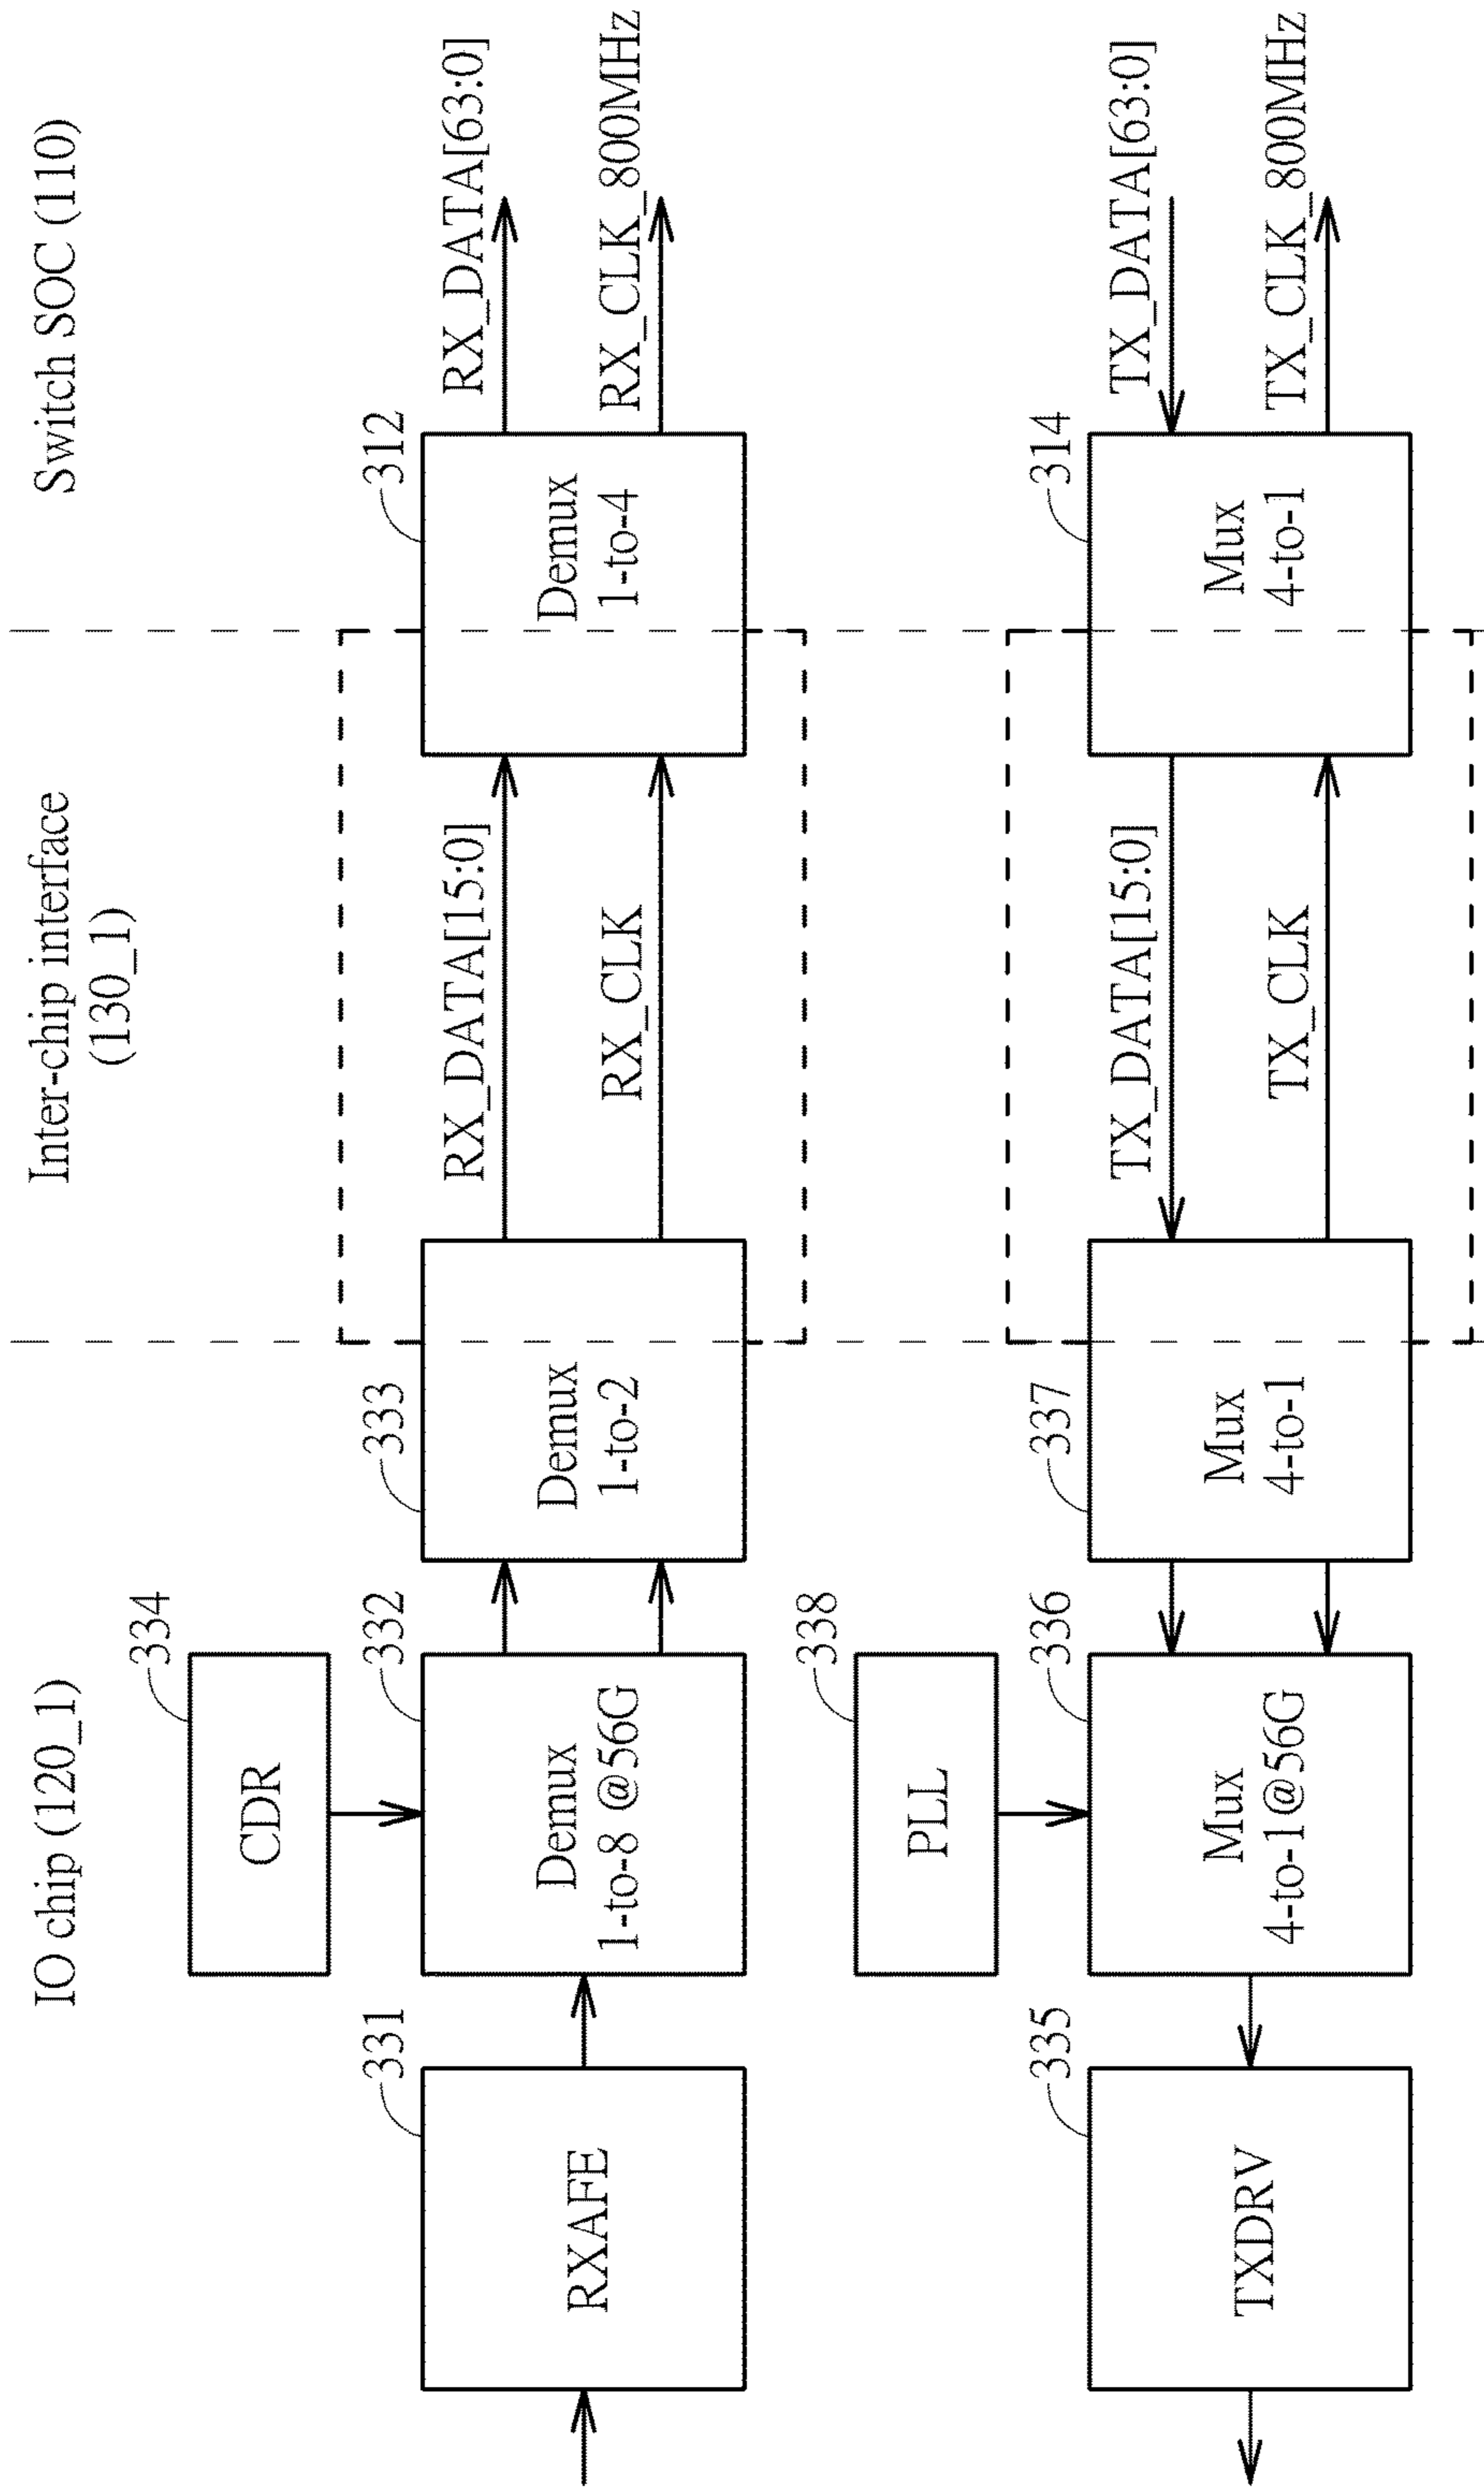 IO chip (120_1)
Inter-chip interface
(130_1)
Switch SOC (110)
CDR
334
RXAFE
331
Demux
1-to-8 @56G
332
Demux
1-to-2
333
RX_DATA[15:0]
RX_CLK
Demux
1-to-4
312
RX_DATA[63:0]
RX_CLK_800MHz
PLL
338
TXDRV
335
Mux
4-to-1@56G
336
Mux
4-to-1
337
TX_DATA[15:0]
TX_CLK
Mux
4-to-1
314
TX_DATA[63:0]
TX_CLK_800MHz